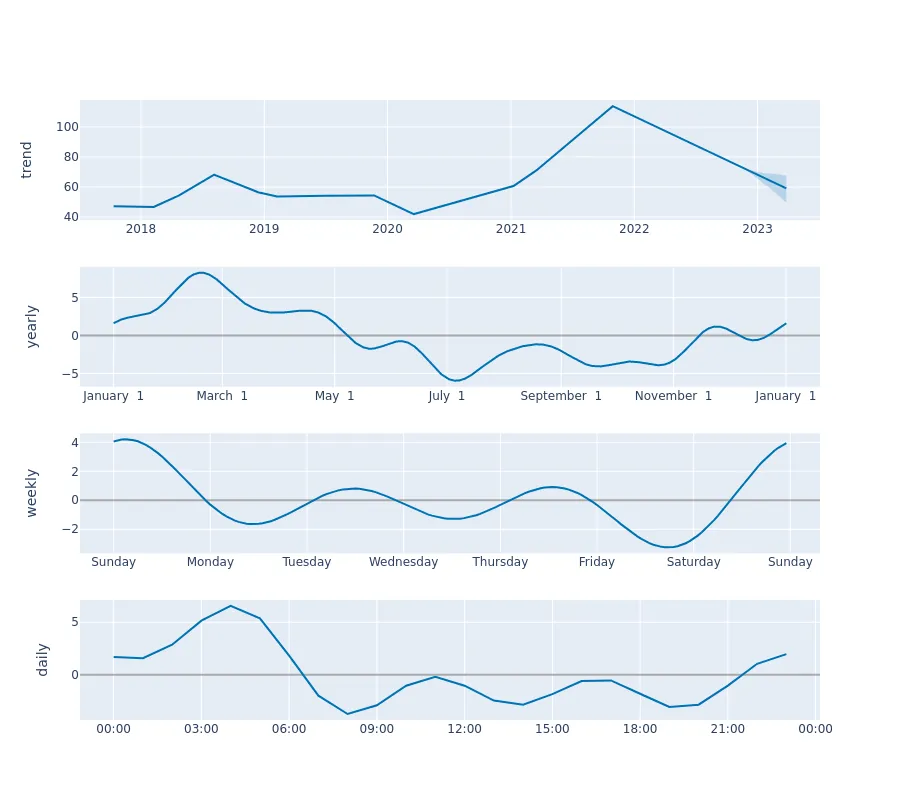 trend
100
80
60
40
2018 2019 2020 2021 2022 2023
yearly
5
0
−5
January 1 March 1 May 1 July 1 September 1 November 1 January 1
weekly
4
2
0
−2
Sunday Monday Tuesday Wednesday Thursday Friday Saturday Sunday
daily
5
0
00:00 03:00 06:00 09:00 12:00 15:00 18:00 21:00 00:00